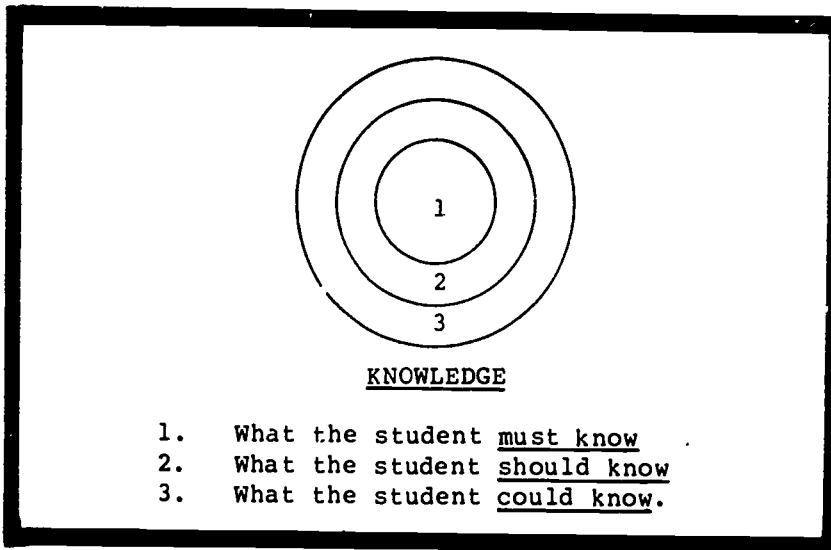 1
2
3
KNOWLEDGE
1. What the student must know
2. What the student should know
3. What the student could know.